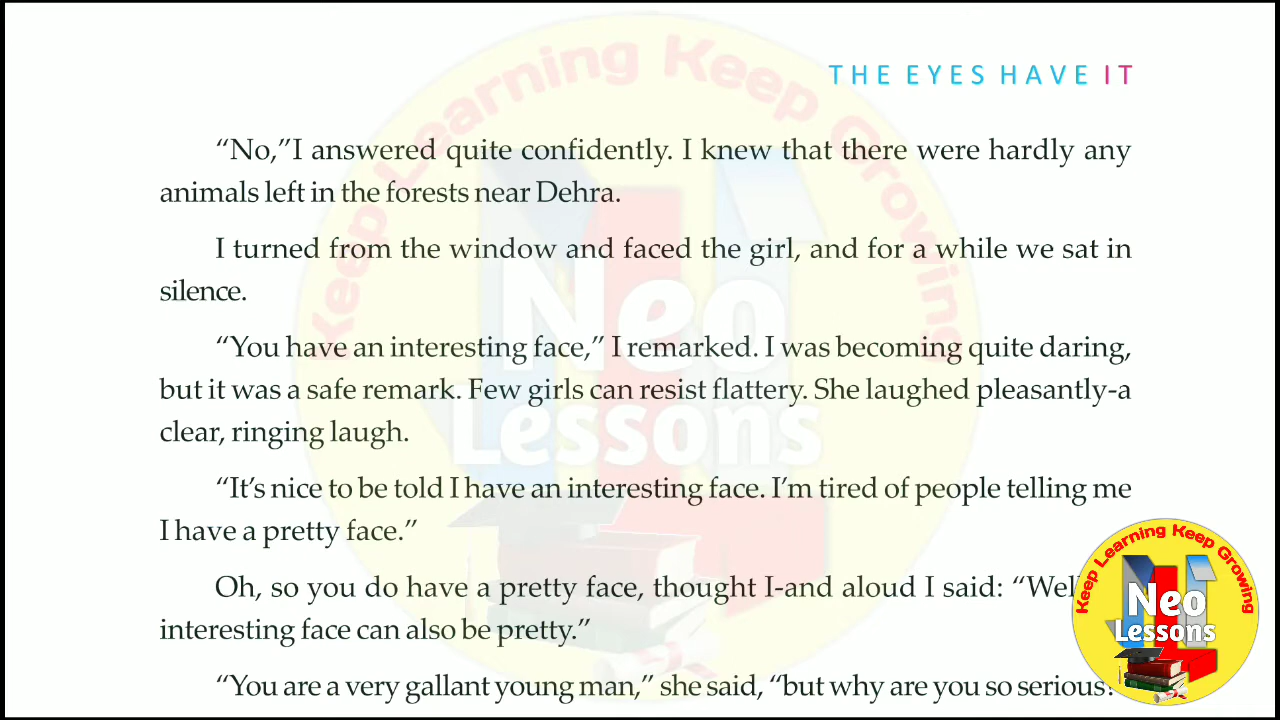 THE EYES HAVE IT
“No,”I answered quite confidently. I knew that there were hardly any
animals left in the forests near Dehra.
I turned from the window and faced the girl, and for a while we sat in
silence.
“You have an interesting face,” I remarked. I was becoming quite daring,
but it was a safe remark. Few girls can resist flattery. She laughed pleasantly-a
clear, ringing laugh.
“It’s nice to be told I have an interesting face. I’m tired of people telling me
I have a pretty face.”
Oh, so you do have a pretty face, thought I-and aloud I said: “Well
interesting face can also be pretty.”
“You are a very gallant young man,” she said, “but why are you so serious?
Keep Learning Keep Growing
Neo
Lessons
Keep Learning Keep Growing
Neo
Lessons